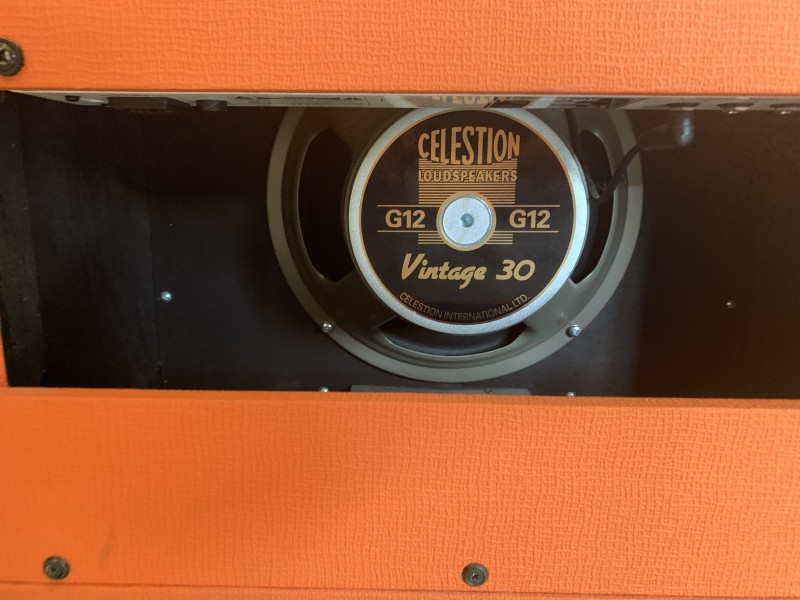 CELESTION
LOUDSPEAKERS
G12 G12
Vintage 30
CELESTION INTERNATIONAL LTD.